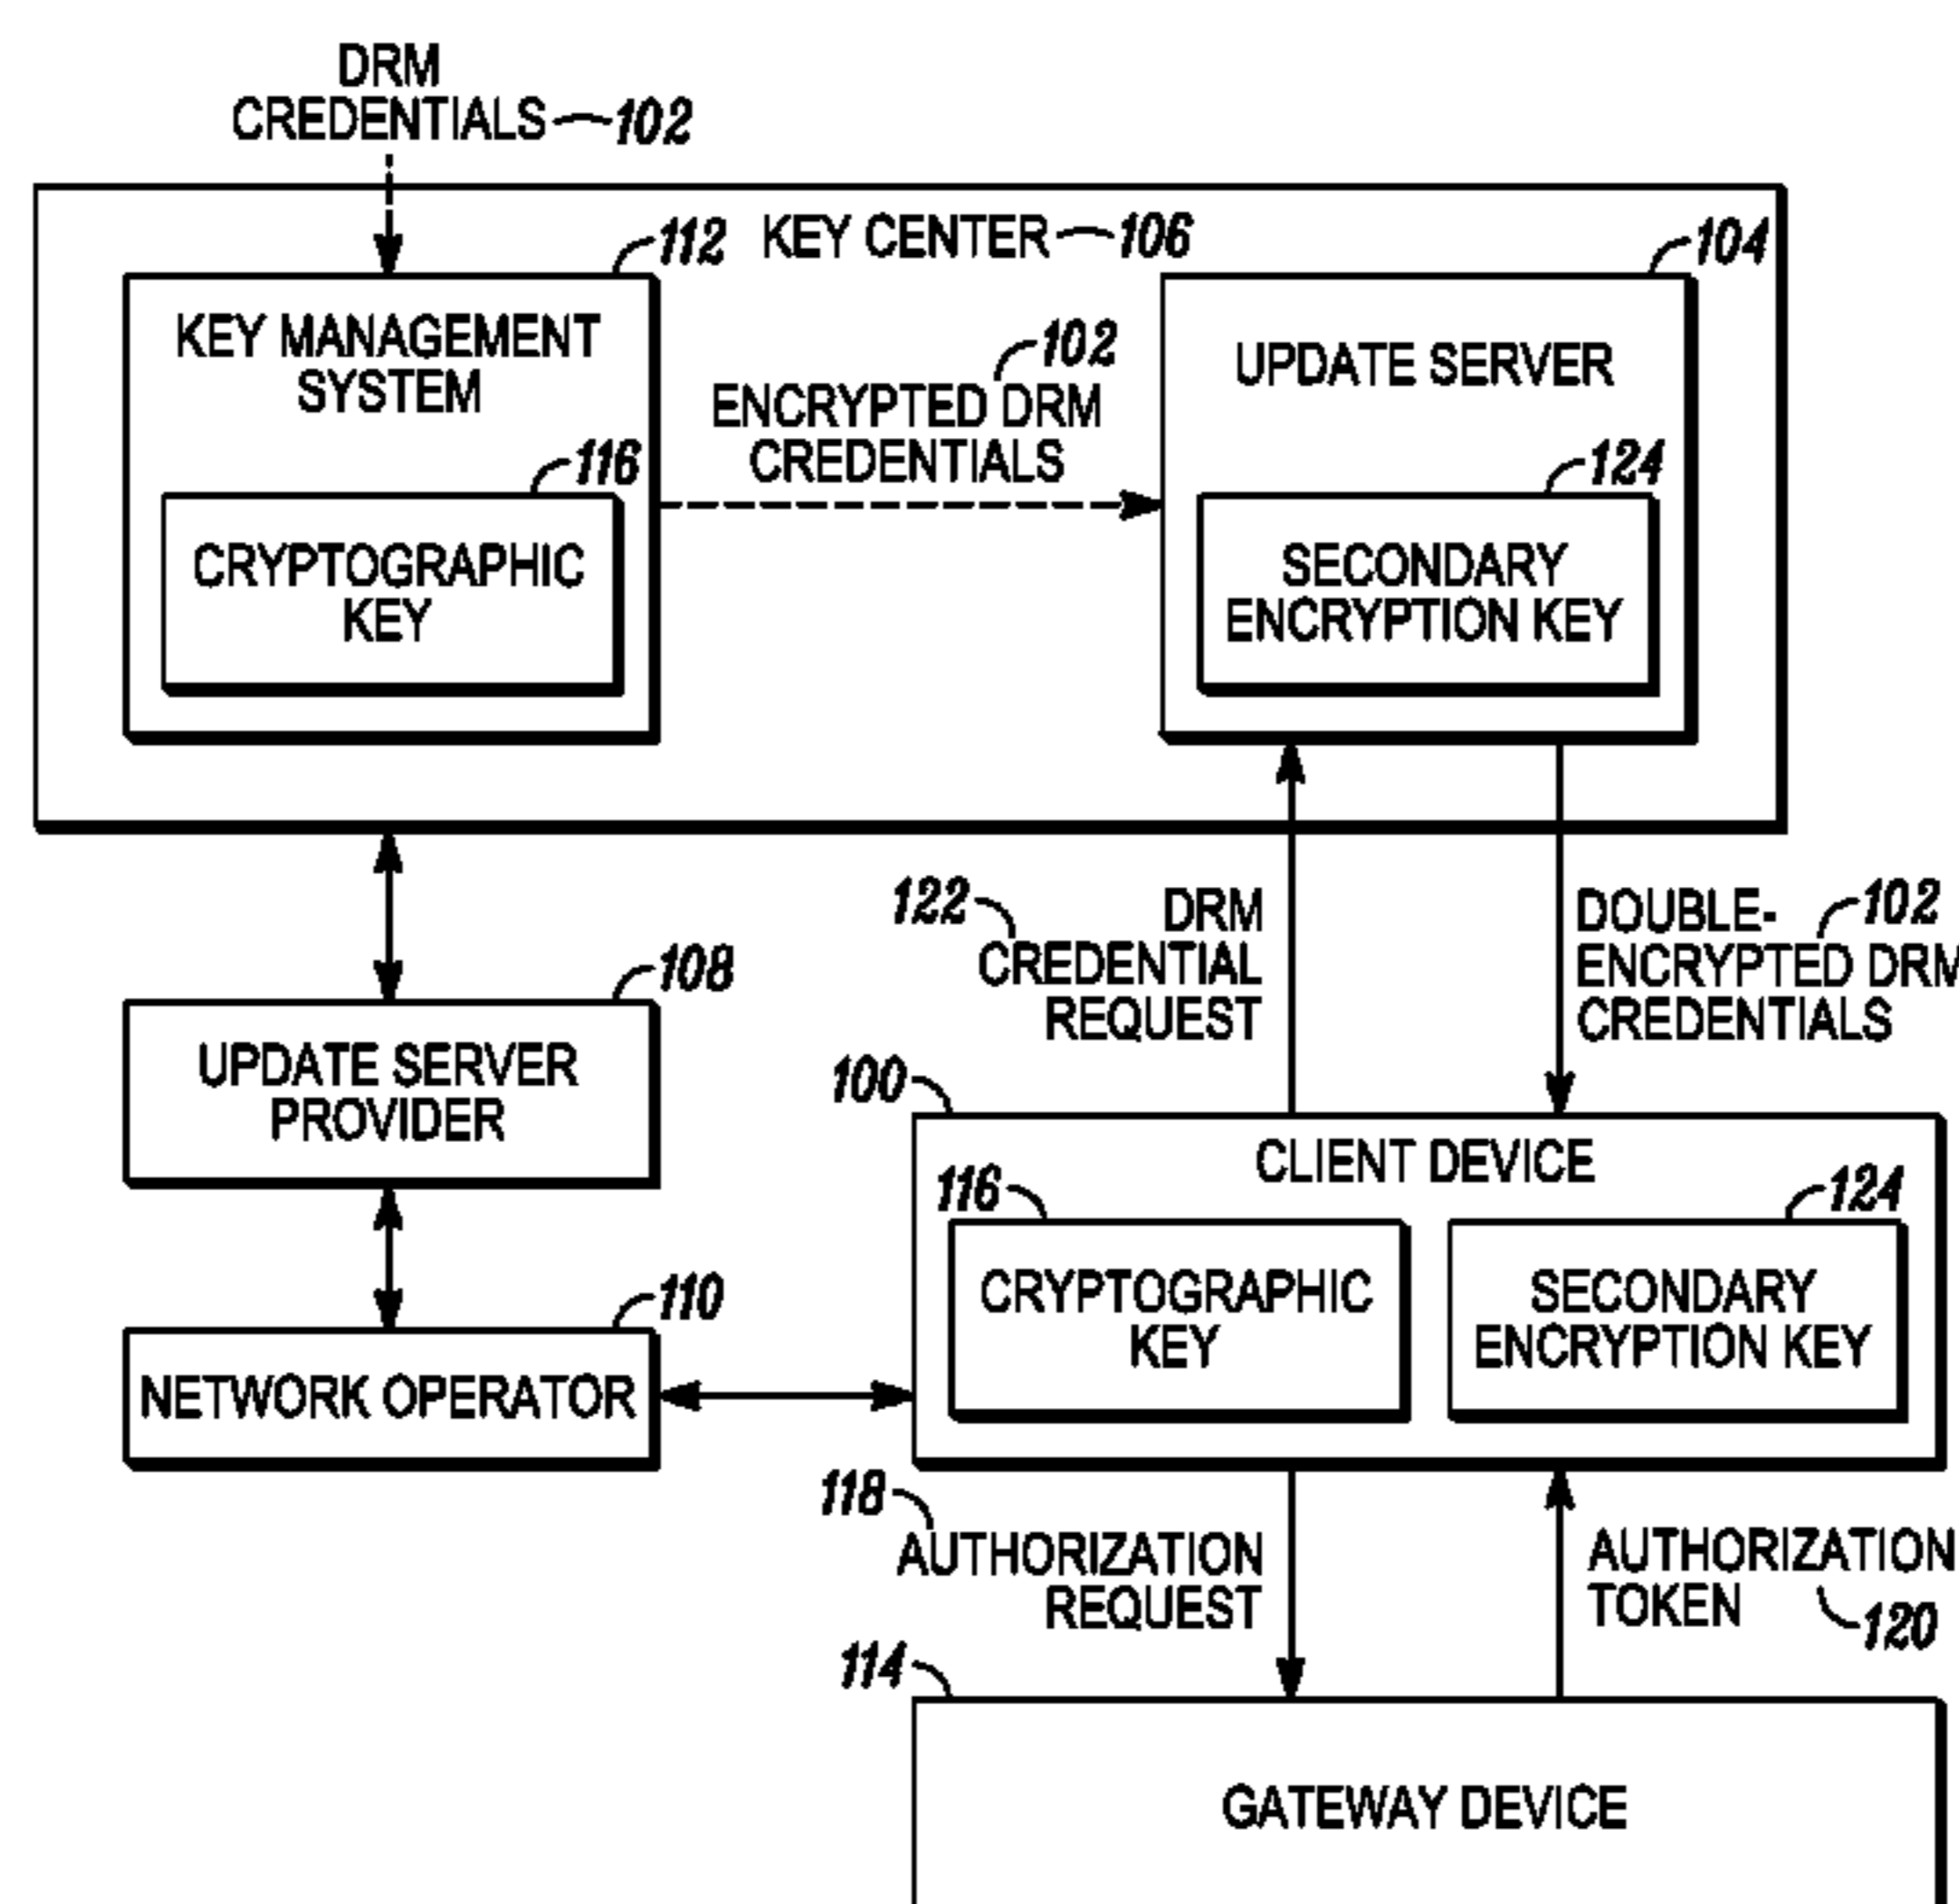 DRM
CREDENTIALS 102
KEY CENTER 106
112
104
KEY MANAGEMENT
SYSTEM
116
CRYPTOGRAPHIC
KEY
102
ENCRYPTED DRM
CREDENTIALS
UPDATE SERVER
124
SECONDARY
ENCRYPTION KEY
122
DRM
CREDENTIAL
REQUEST
DOUBLE- 102
ENCRYPTED DRM
CREDENTIALS
108
UPDATE SERVER
PROVIDER
110
NETWORK OPERATOR
100
CLIENT DEVICE
116
CRYPTOGRAPHIC
KEY
124
SECONDARY
ENCRYPTION KEY
118
AUTHORIZATION
REQUEST
AUTHORIZATION
TOKEN
120
114
GATEWAY DEVICE